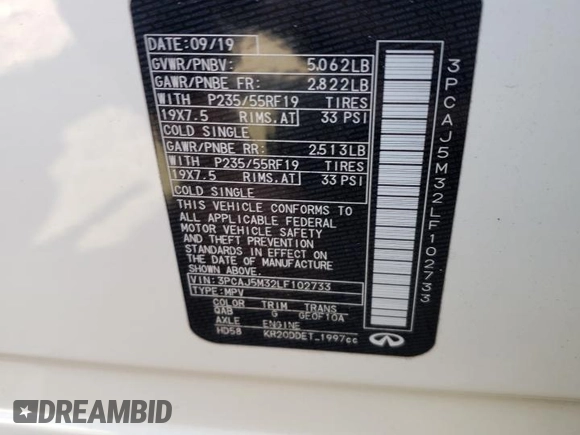 DATE: 09/19
GVWR/PNBV: 5.062LB
GAWR/PNBE FR: 2.822LB
WITH P235/55RF19 TIRES
19X7.5 RIMS.AT 33 PSI
COLD SINGLE
GAWR/PNBE RR: 2.513LB
WITH P235/55RF19 TIRES
19X7.5 RIMS.AT 33 PSI
COLD SINGLE
THIS VEHICLE CONFORMS TO
ALL APPLICABLE FEDERAL
MOTOR VEHICLE SAFETY
AND THEFT PREVENTION
STANDARDS IN EFFECT ON
THE DATE OF MANUFACTURE
SHOWN ABOVE.
VIN: 3PCAJ5M32LF102733
TYPE: MPV
COLOR TRIM TRANS
QAB G GE0F10A
AXLE ENGINE
HD58 KR20DDET_1997cc
3PCAJ5M32LF102733
INFINITI
DREAMBID